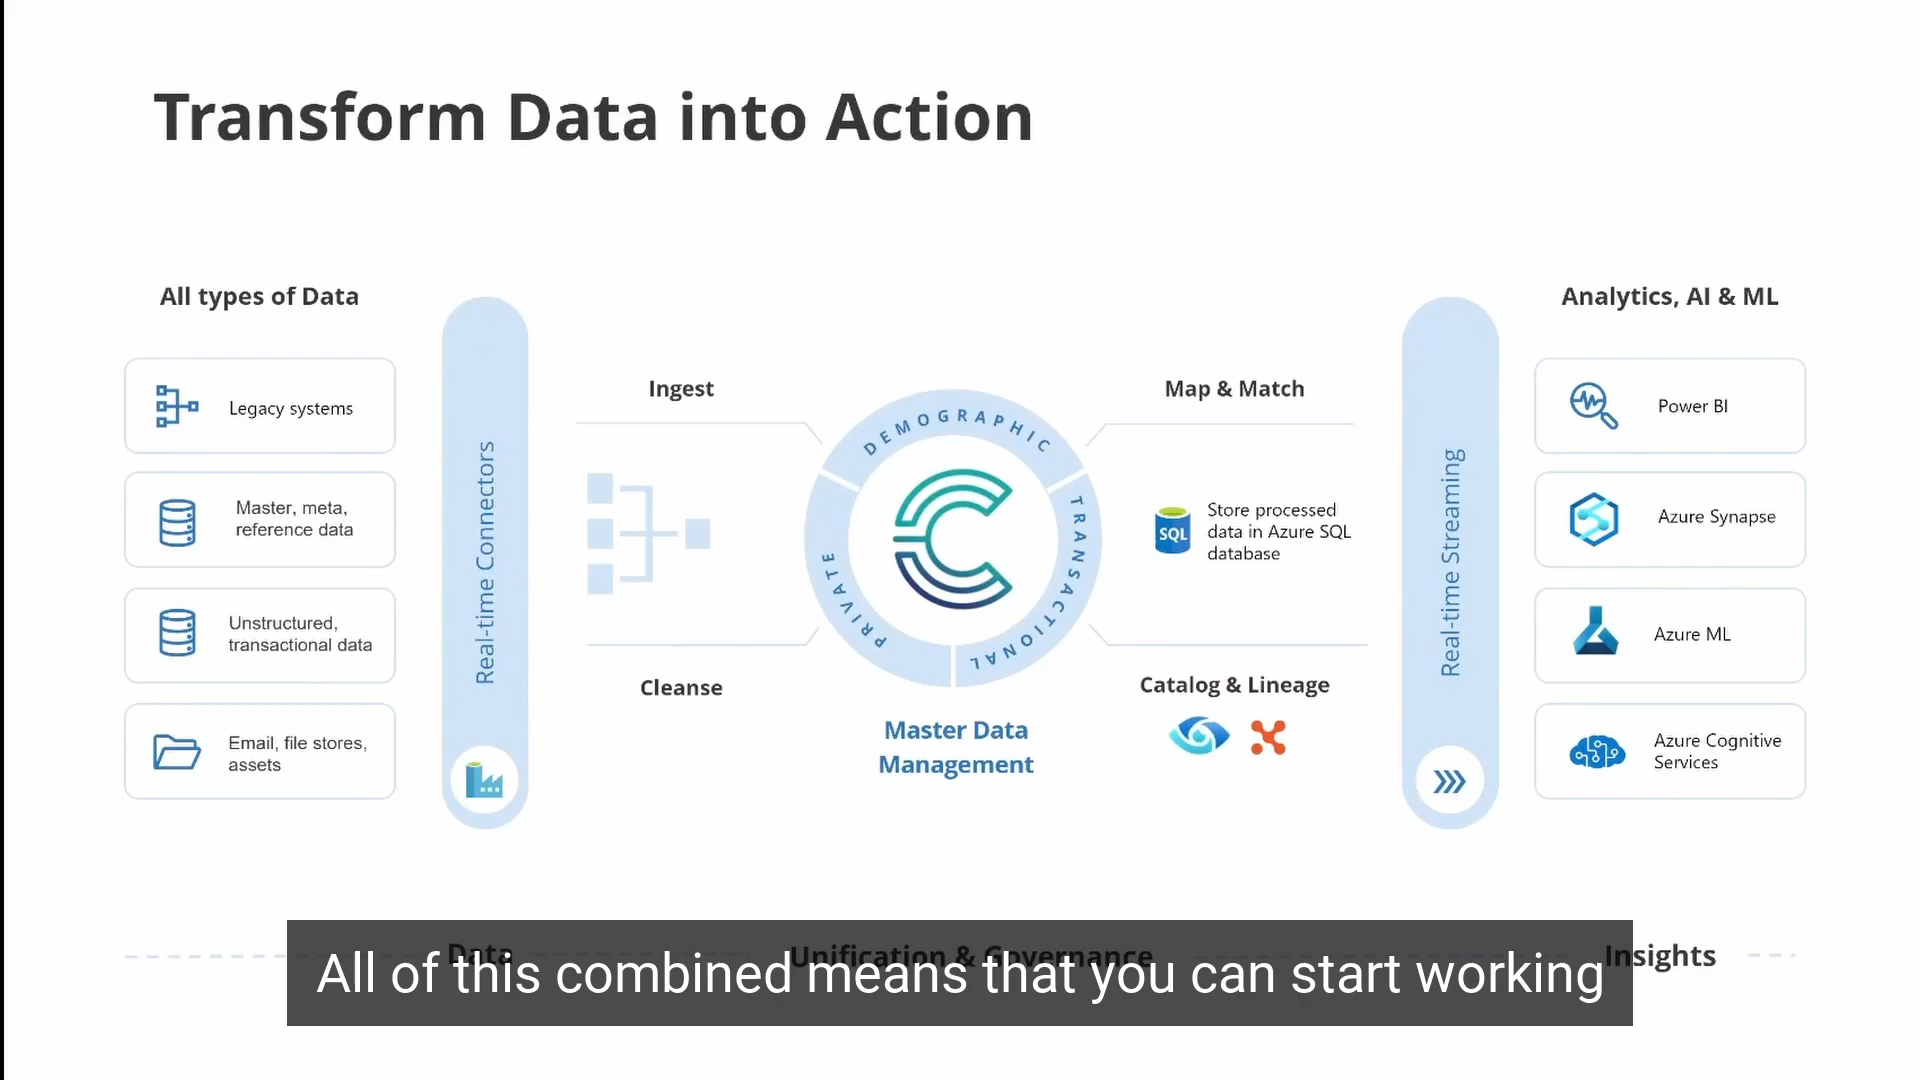 Transform Data into Action
All types of Data
Legacy systems
Master, meta,
reference data
Unstructured,
transactional data
Email, file stores,
assets
Real-time Connectors
Ingest
Cleanse
DEMOGRAPHIC
TRANSACTIONAL
PRIVATE
Master Data
Management
Map & Match
SQL
Store processed
data in Azure SQL
database
Catalog & Lineage
Real-time Streaming
Analytics, AI & ML
Power BI
Azure Synapse
Azure ML
Azure Cognitive
Services
Data
Unification & Governance
Insights
All of this combined means that you can start working